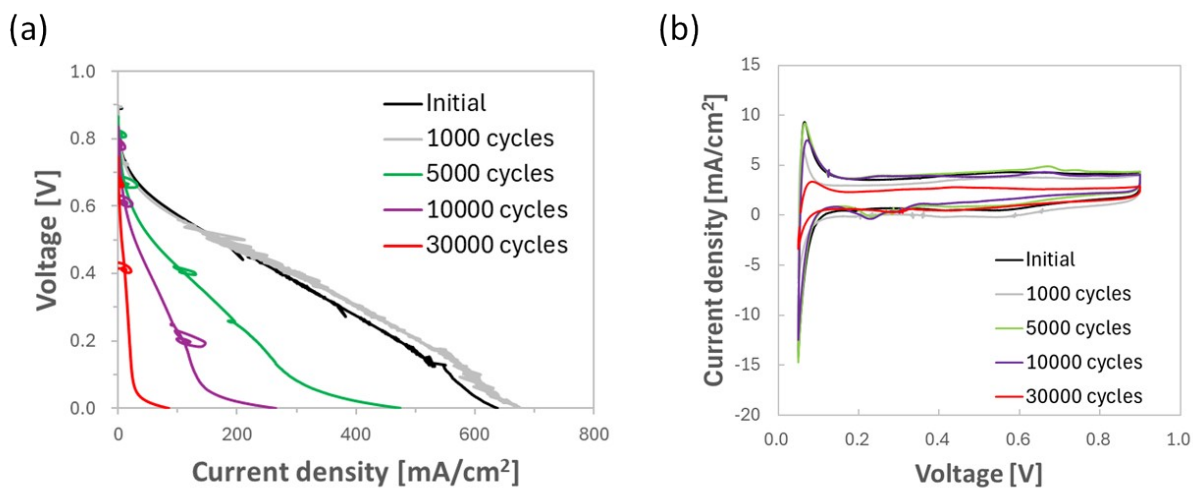 (a)
1.0
0.8
0.6
0.4
0.2
0.0
Voltage [V]
0
200
400
600
800
Current density [mA/cm²]
Initial
1000 cycles
5000 cycles
10000 cycles
30000 cycles
(b)
15
10
5
0
-5
-10
-15
-20
Current density [mA/cm²]
0.0
0.2
0.4
0.6
0.8
1.0
Voltage [V]
Initial
1000 cycles
5000 cycles
10000 cycles
30000 cycles